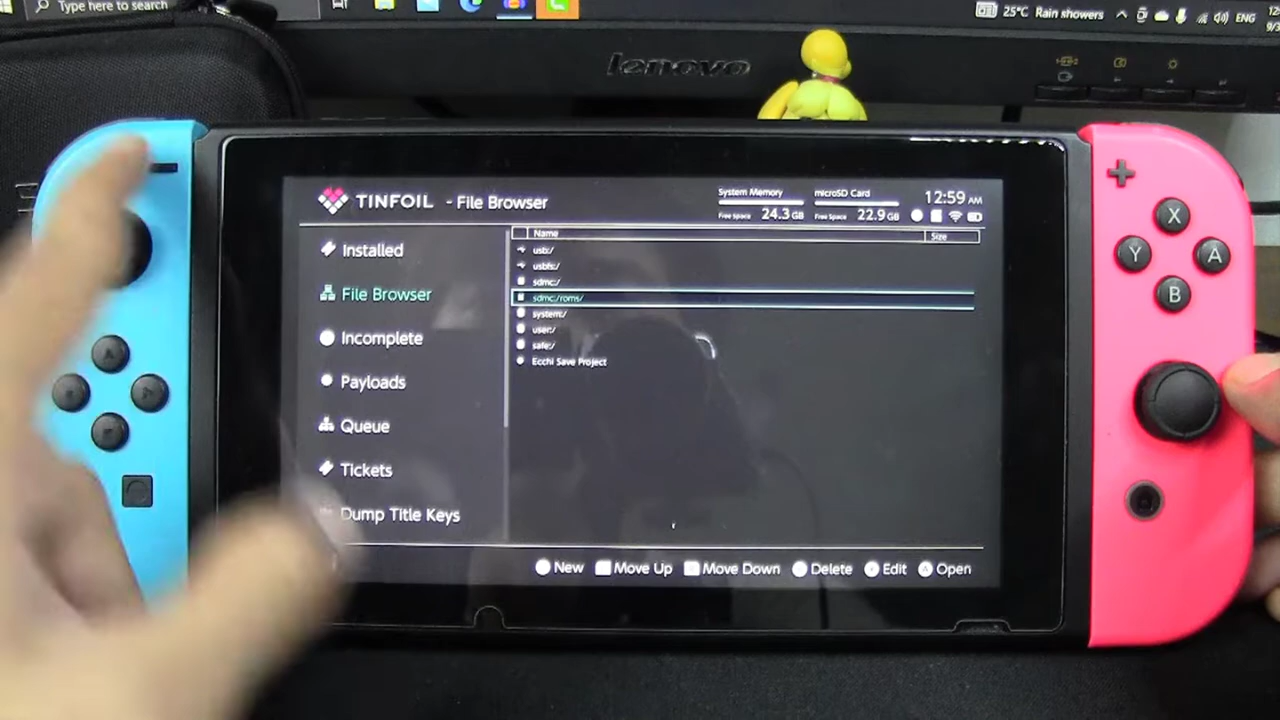 Type here to search
25°C Rain showers
ENG
lenovo
TINFOIL - File Browser
System Memory
Free Space 24.3 GB
microSD Card
Free Space 22.9 GB
12:59 AM
Installed
File Browser
Incomplete
Payloads
Queue
Tickets
Dump Title Keys
Name
Size
usb:/
usbfs:/
sdmc:/
sdmc:/roms/
system:/
user:/
safe:/
Ecchi Save Project
New
Move Up
Move Down
Delete
Edit
Open
X
Y
A
B